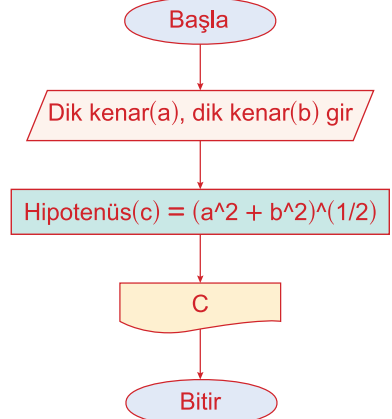 Başla
Dik kenar(a), dik kenar(b) gir
Hipotenüs(c) = (a^2 + b^2)^(1/2)
C
Bitir